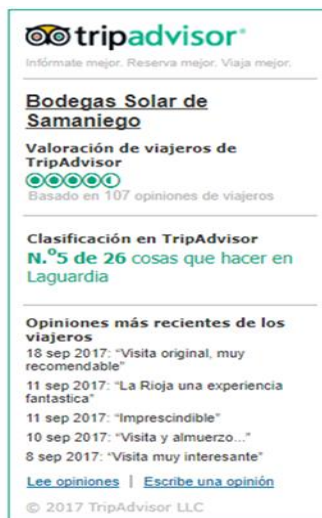 tripadvisor
Infórmate mejor. Reserva mejor. Viaja mejor.
Bodegas Solar de
Samaniego
Valoración de viajeros de
TripAdvisor
Basado en 107 opiniones de viajeros
Clasificación en TripAdvisor
N.º5 de 26 cosas que hacer en
Laguardia
Opiniones más recientes de los
viajeros
18 sep 2017: “Visita original, muy
recomendable”
11 sep 2017: “La Rioja una experiencia
fantastica”
11 sep 2017: “Imprescindible”
10 sep 2017: “Visita y almuerzo...”
8 sep 2017: “Visita muy interesante”
Lee opiniones | Escribe una opinión
© 2017 TripAdvisor LLC